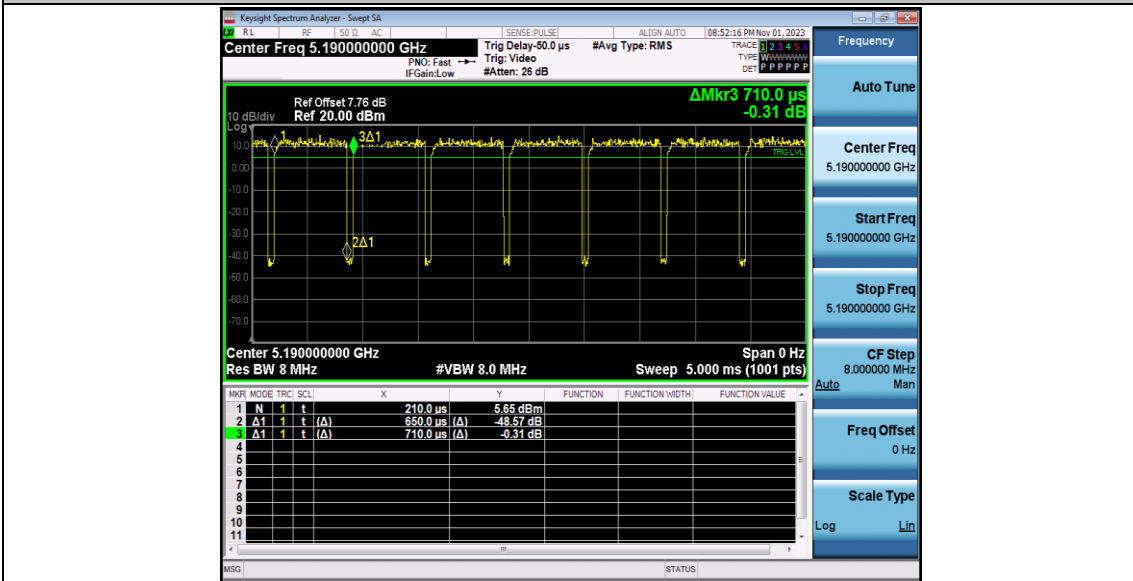 Keysight Spectrum Analyzer - Swept SA
RL RF 50 Ω AC SENSE:PULSE ALIGN AUTO 08:52:16 PM Nov 01, 2023
Center Freq 5.190000000 GHz
PNO: Fast
IFGain:Low
Trig Delay-50.0 µs
Trig: Video
#Atten: 26 dB
#Avg Type: RMS
TRACE 1 2 3 4 5 6
TYPE WWWWWW
DET P P P P P P
ΔMkr3 710.0 µs
-0.31 dB
Ref Offset 7.76 dB
10 dB/div Ref 20.00 dBm
Log
10.0
0.00
-10.0
-20.0
-30.0
-40.0
-50.0
-60.0
-70.0
1
3Δ1
2Δ1
TRIG LVL
Center 5.190000000 GHz Span 0 Hz
Res BW 8 MHz #VBW 8.0 MHz Sweep 5.000 ms (1001 pts)
MKR MODE TRC SCL X Y FUNCTION FUNCTION WIDTH FUNCTION VALUE
1 N 1 t 210.0 µs 5.65 dBm
2 Δ1 1 t (Δ) 650.0 µs (Δ) -48.57 dB
3 Δ1 1 t (Δ) 710.0 µs (Δ) -0.31 dB
4
5
6
7
8
9
10
11
MSG STATUS
Frequency
Auto Tune
Center Freq
5.190000000 GHz
Start Freq
5.190000000 GHz
Stop Freq
5.190000000 GHz
CF Step
8.000000 MHz
Auto Man
Freq Offset
0 Hz
Scale Type
Log Lin